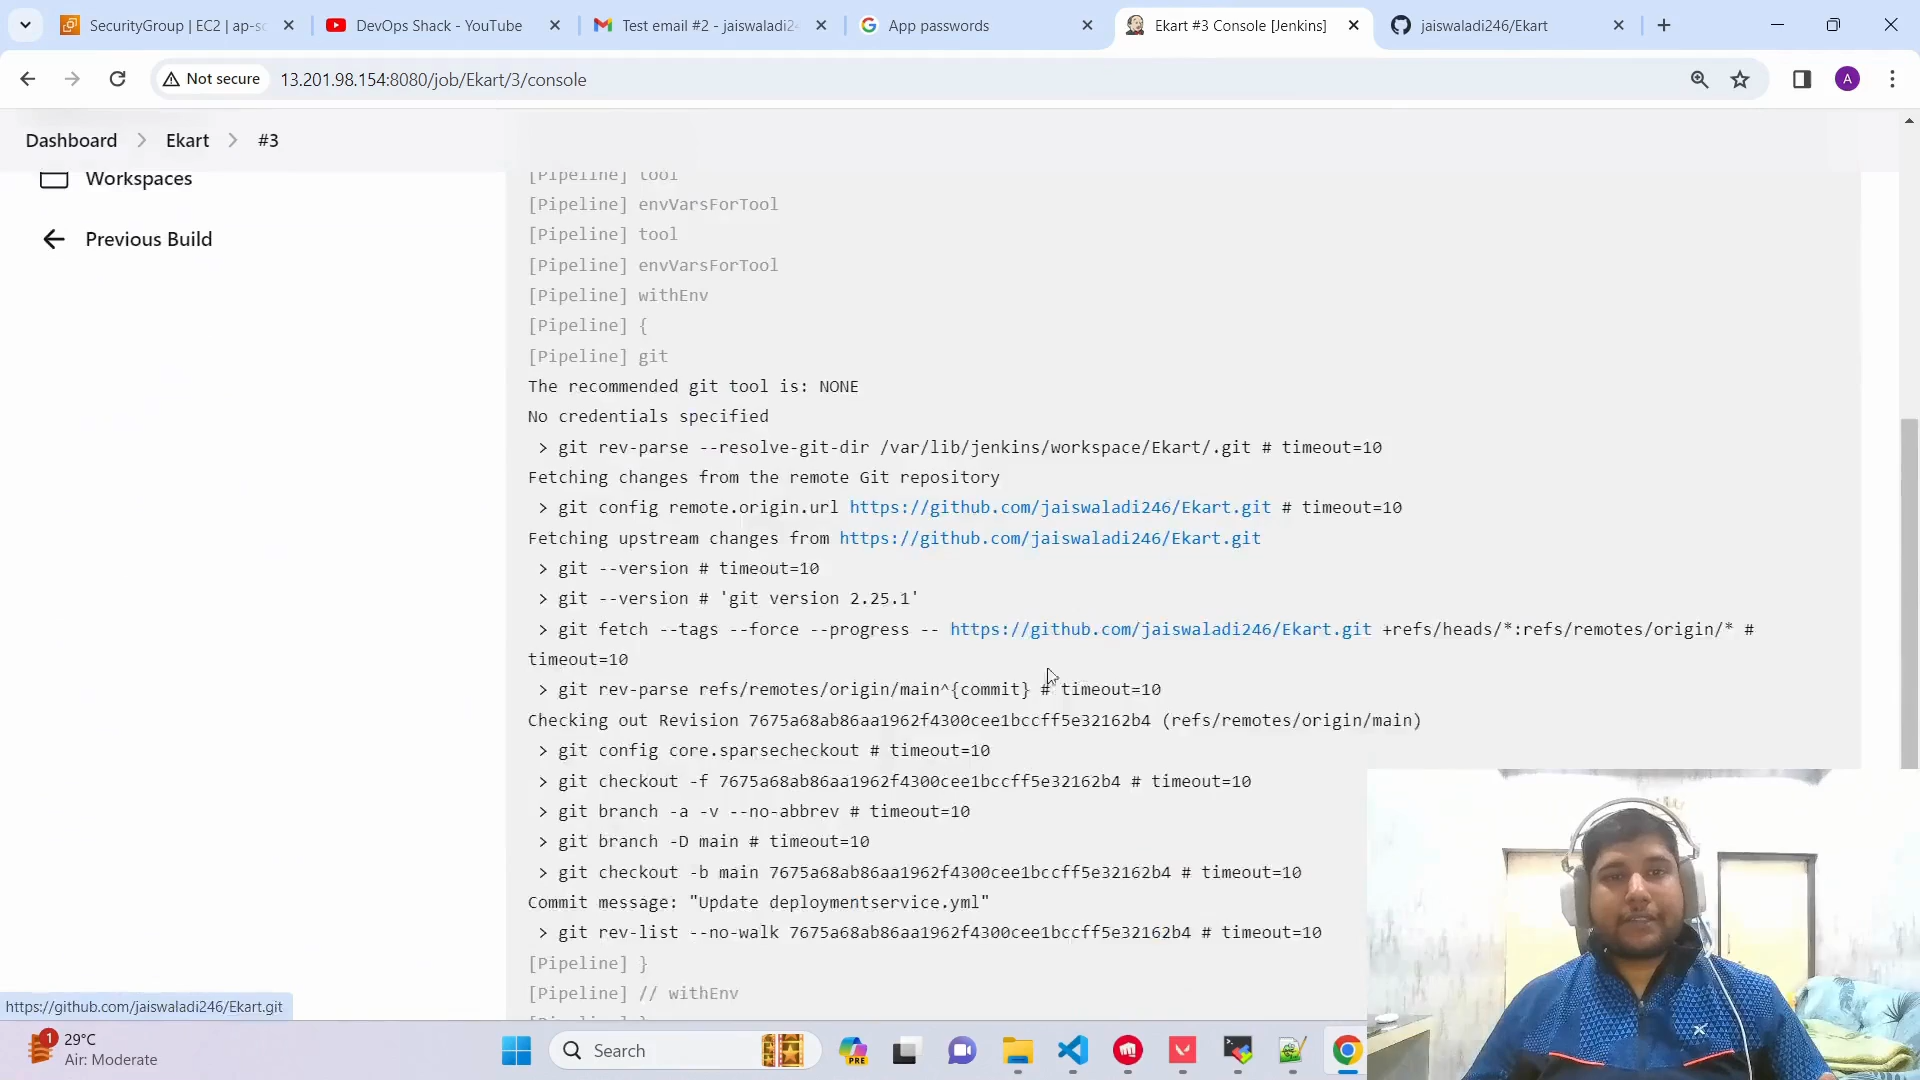 SecurityGroup | EC2 | ap-sc
DevOps Shack - YouTube
Test email #2 - jaiswaladi2
App passwords
Ekart #3 Console [Jenkins]
jaiswaladi246/Ekart
Not secure
13.201.98.154:8080/job/Ekart/3/console
A
Dashboard
Ekart
#3
Workspaces
Previous Build
[Pipeline] tool
[Pipeline] envVarsForTool
[Pipeline] tool
[Pipeline] envVarsForTool
[Pipeline] withEnv
[Pipeline] {
[Pipeline] git
The recommended git tool is: NONE
No credentials specified
> git rev-parse --resolve-git-dir /var/lib/jenkins/workspace/Ekart/.git # timeout=10
Fetching changes from the remote Git repository
> git config remote.origin.url https://github.com/jaiswaladi246/Ekart.git # timeout=10
Fetching upstream changes from https://github.com/jaiswaladi246/Ekart.git
> git --version # timeout=10
> git --version # 'git version 2.25.1'
> git fetch --tags --force --progress -- https://github.com/jaiswaladi246/Ekart.git +refs/heads/*:refs/remotes/origin/* #
timeout=10
> git rev-parse refs/remotes/origin/main^{commit} # timeout=10
Checking out Revision 7675a68ab86aa1962f4300cee1bccff5e32162b4 (refs/remotes/origin/main)
> git config core.sparsecheckout # timeout=10
> git checkout -f 7675a68ab86aa1962f4300cee1bccff5e32162b4 # timeout=10
> git branch -a -v --no-abbrev # timeout=10
> git branch -D main # timeout=10
> git checkout -b main 7675a68ab86aa1962f4300cee1bccff5e32162b4 # timeout=10
Commit message: "Update deploymentservice.yml"
> git rev-list --no-walk 7675a68ab86aa1962f4300cee1bccff5e32162b4 # timeout=10
[Pipeline] }
[Pipeline] // withEnv
https://github.com/jaiswaladi246/Ekart.git
1
29°C
Air: Moderate
Search
PRE